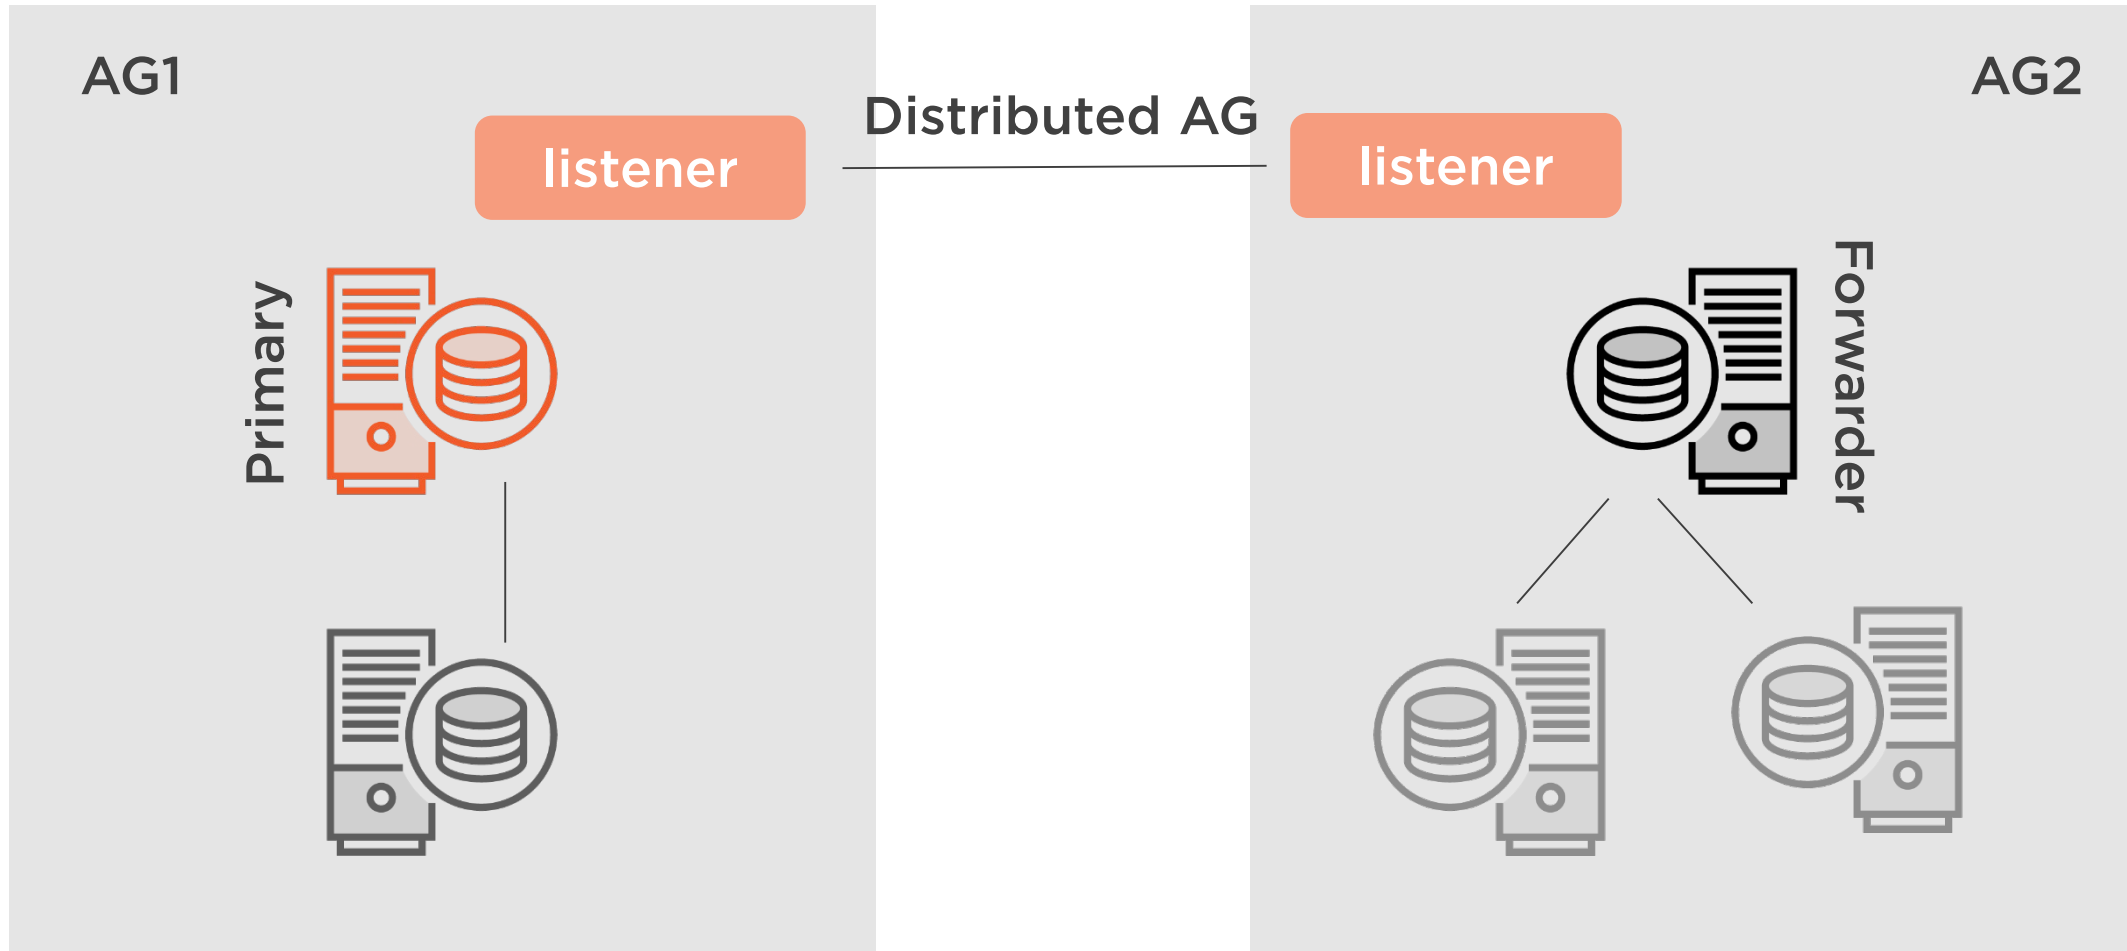 AG1
AG2
Distributed AG
listener
listener
Primary
Forwarder